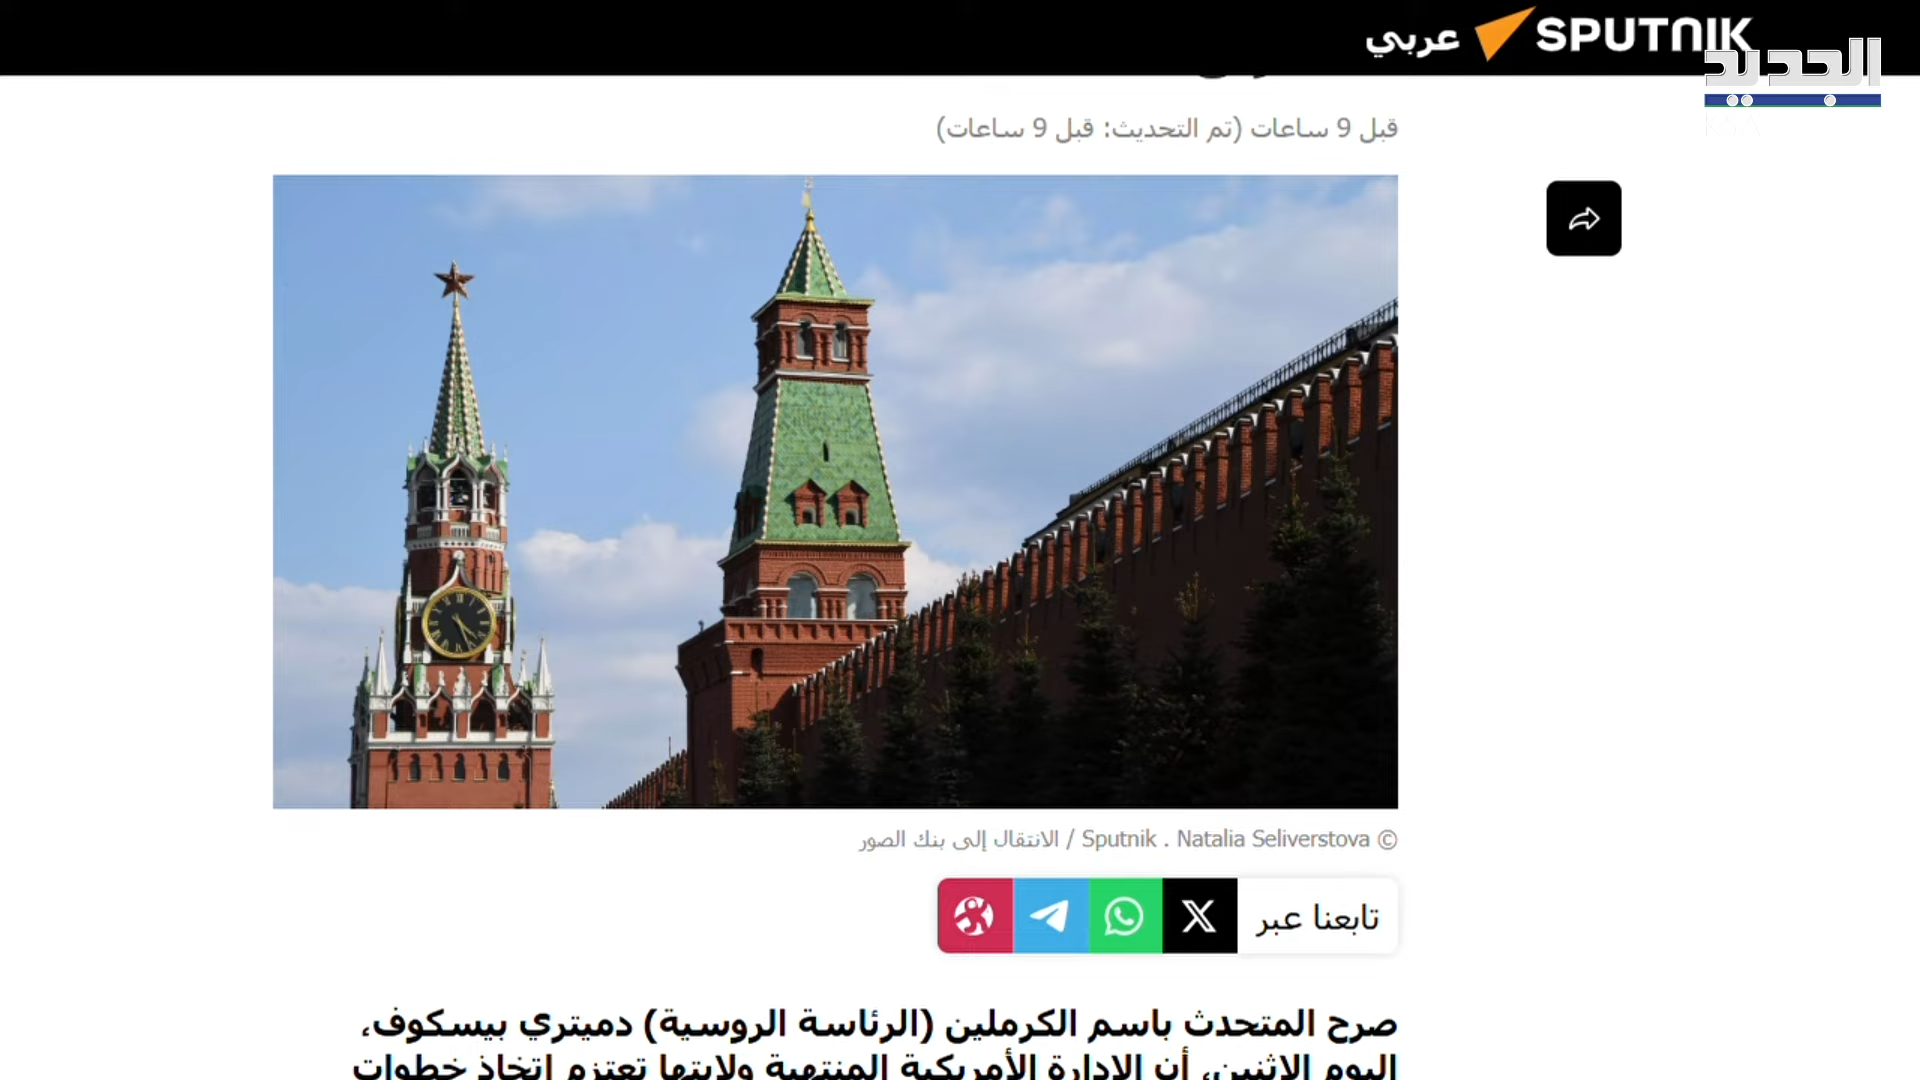 SPUTNIK عربي
الجديد
قبل 9 ساعات (تم التحديث: قبل 9 ساعات)
© Sputnik . Natalia Seliverstova / الانتقال إلى بنك الصور
تابعنا عبر
صرح المتحدث باسم الكرملين (الرئاسة الروسية) دميتري بيسكوف،
اليوم الاثنين، أن الإدارة الأمريكية المنتهية ولايتها تعتزم اتخاذ خطوات